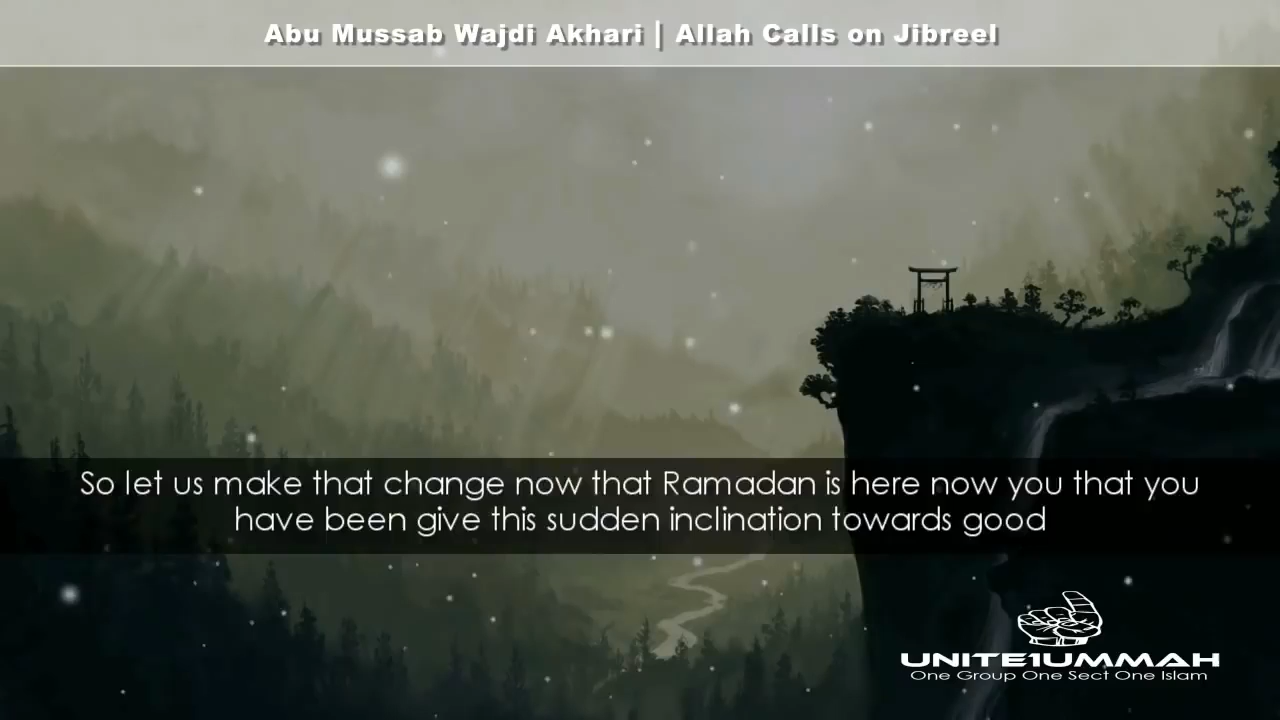 Abu Mussab Wajdi Akhari | Allah Calls on Jibreel
So let us make that change now that Ramadan is here now you that you
have been give this sudden inclination towards good
UNITE1UMMAH
One Group One Sect One Islam